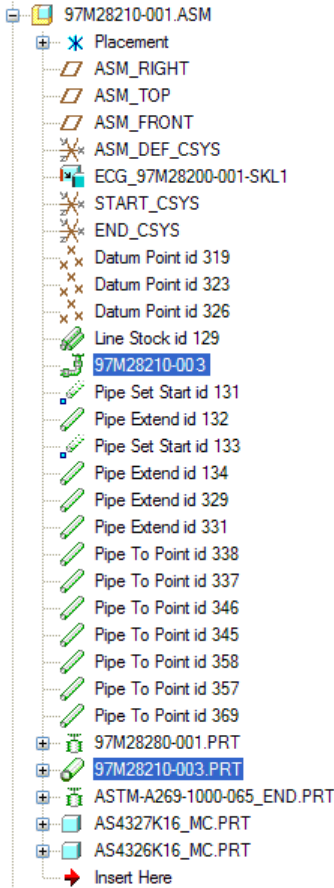 97M28210-001.ASM
Placement
ASM_RIGHT
ASM_TOP
ASM_FRONT
ASM_DEF_CSYS
ECG_97M28200-001-SKL1
START_CSYS
END_CSYS
Datum Point id 319
Datum Point id 323
Datum Point id 326
Line Stock id 129
97M28210-003
Pipe Set Start id 131
Pipe Extend id 132
Pipe Set Start id 133
Pipe Extend id 134
Pipe Extend id 329
Pipe Extend id 331
Pipe To Point id 338
Pipe To Point id 337
Pipe To Point id 346
Pipe To Point id 345
Pipe To Point id 358
Pipe To Point id 357
Pipe To Point id 369
97M28280-001.PRT
97M28210-003.PRT
ASTM-A269-1000-065_END.PRT
AS4327K16_MC.PRT
AS4326K16_MC.PRT
Insert Here